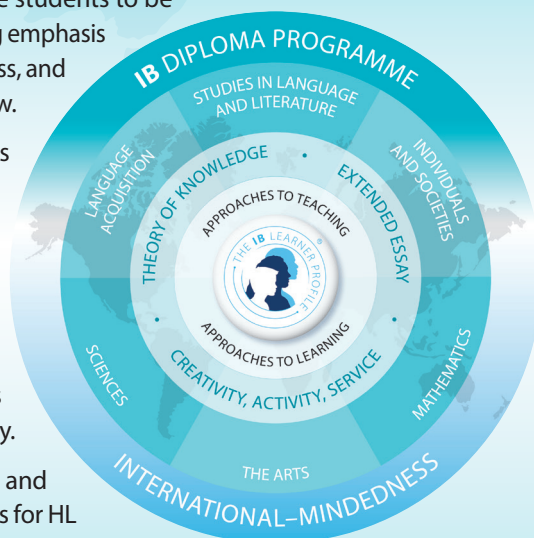 e students to be
g emphasis
ss, and
w.
s
s
y.
and
s for HL
IB DIPLOMA PROGRAMME
STUDIES IN LANGUAGE
AND LITERATURE
LANGUAGE
ACQUISITION
INDIVIDUALS
AND SOCIETIES
THEORY OF KNOWLEDGE
EXTENDED ESSAY
APPROACHES TO TEACHING
THE IB LEARNER PROFILE®
APPROACHES TO LEARNING
CREATIVITY, ACTIVITY, SERVICE
SCIENCES
MATHEMATICS
THE ARTS
INTERNATIONAL–MINDEDNESS